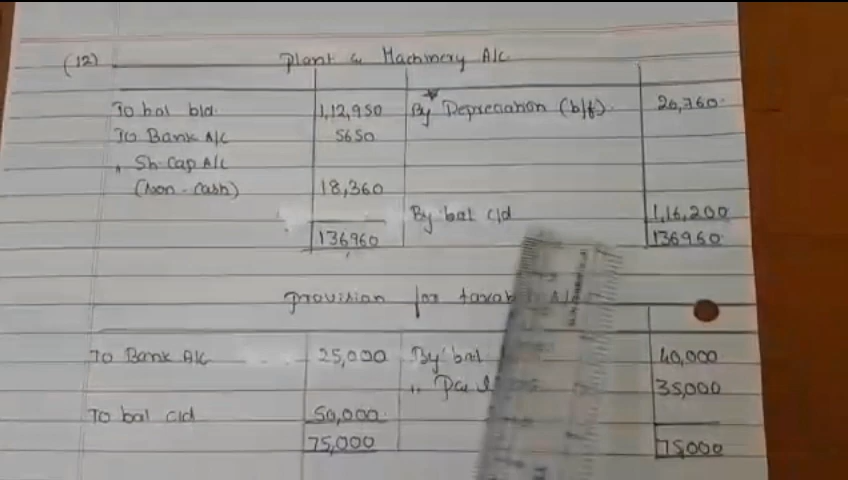 (12) Plant & Machinery A/c
To bal b/d. 1,12,950 By Depreciation (b/f). 20,760
To Bank A/c 5650
" Sh. Cap A/c
(Non-cash) 18,360
By bal c/d 1,16,200
136960 136960
Provision for A/c
To Bank A/c 25,000 By bal 40,000
" 35,000
To bal c/d 50,000
75,000 75,000